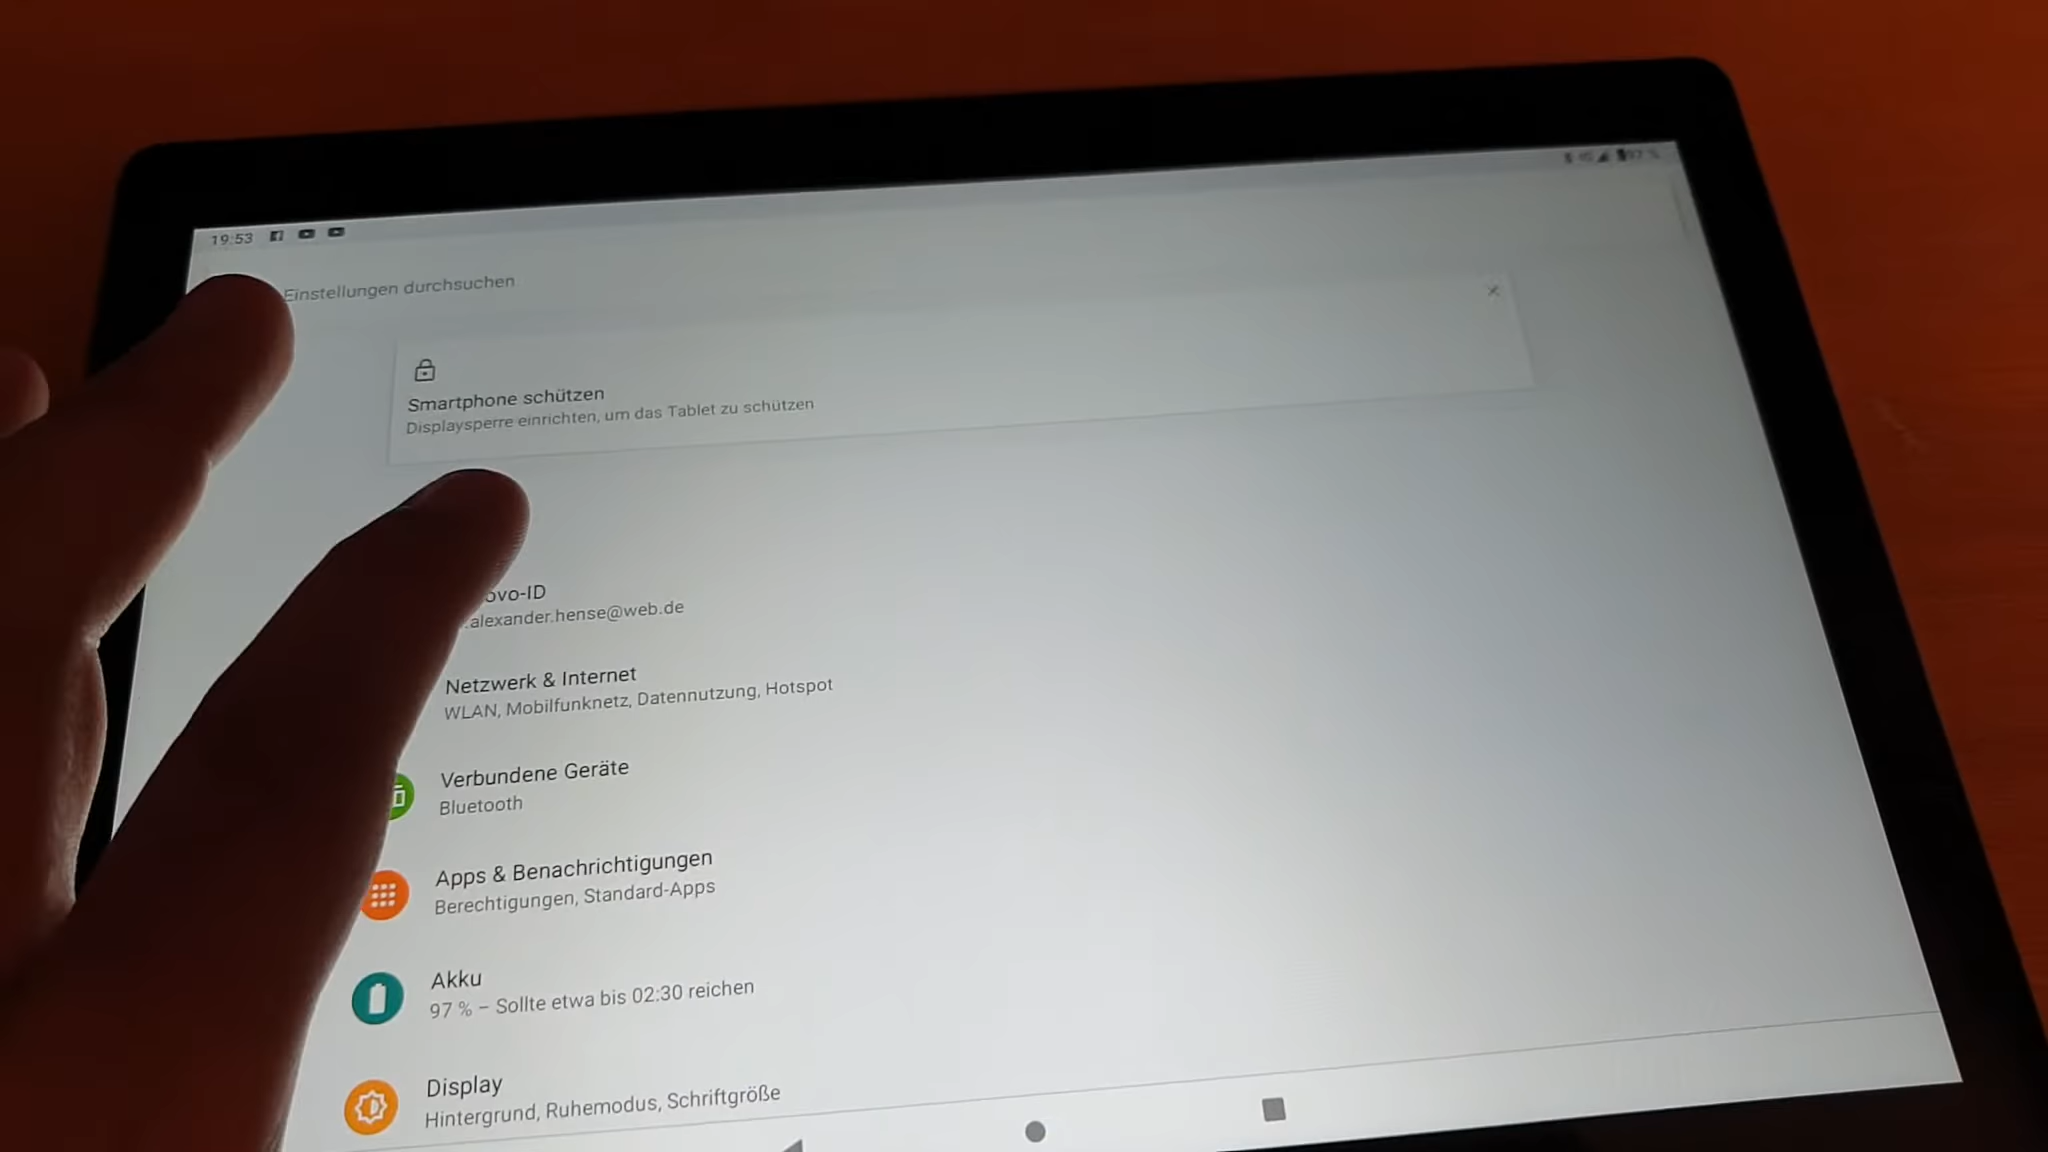 19:53
97 %
Einstellungen durchsuchen
Smartphone schützen
Displaysperre einrichten, um das Tablet zu schützen
ovo-ID
.alexander.hense@web.de
Netzwerk & Internet
WLAN, Mobilfunknetz, Datennutzung, Hotspot
Verbundene Geräte
Bluetooth
Apps & Benachrichtigungen
Berechtigungen, Standard-Apps
Akku
97 % – Sollte etwa bis 02:30 reichen
Display
Hintergrund, Ruhemodus, Schriftgröße